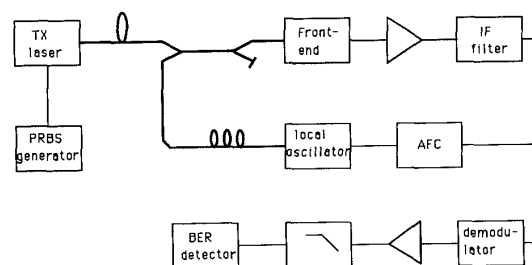 TX
laser
Front-
end
IF
filter
PRBS
generator
local
oscillator
AFC
BER
detector
demodu-
lator